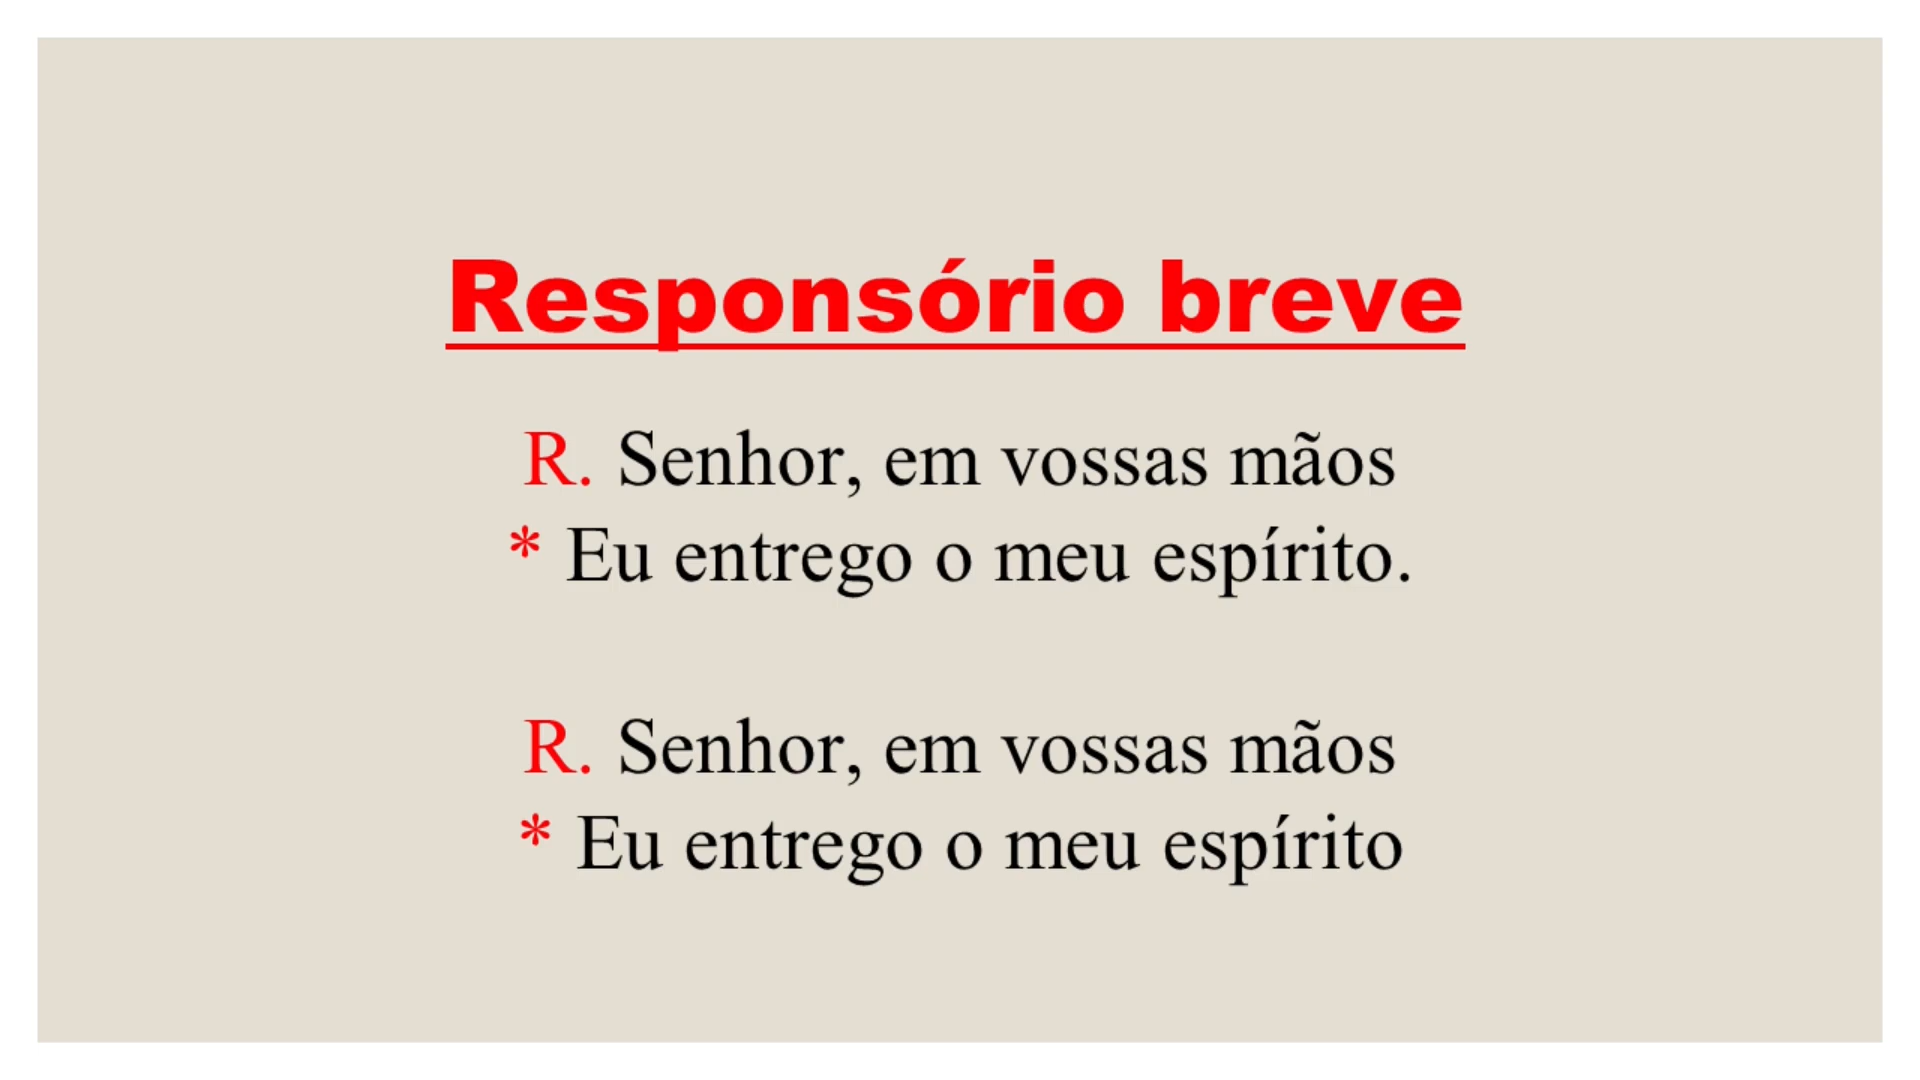 Responsório breve
R. Senhor, em vossas mãos
* Eu entrego o meu espírito.
R. Senhor, em vossas mãos
* Eu entrego o meu espírito